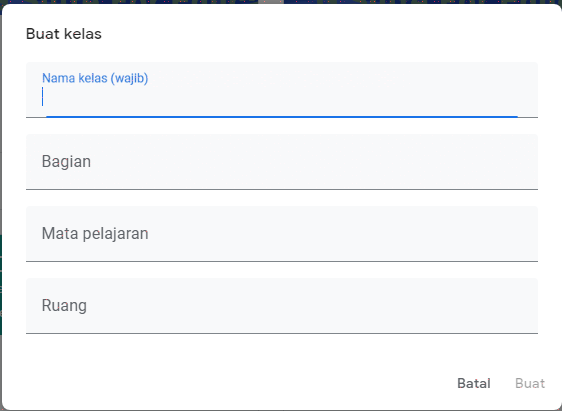 Buat kelas
Nama kelas (wajib)
Bagian
Mata pelajaran
Ruang
Batal Buat